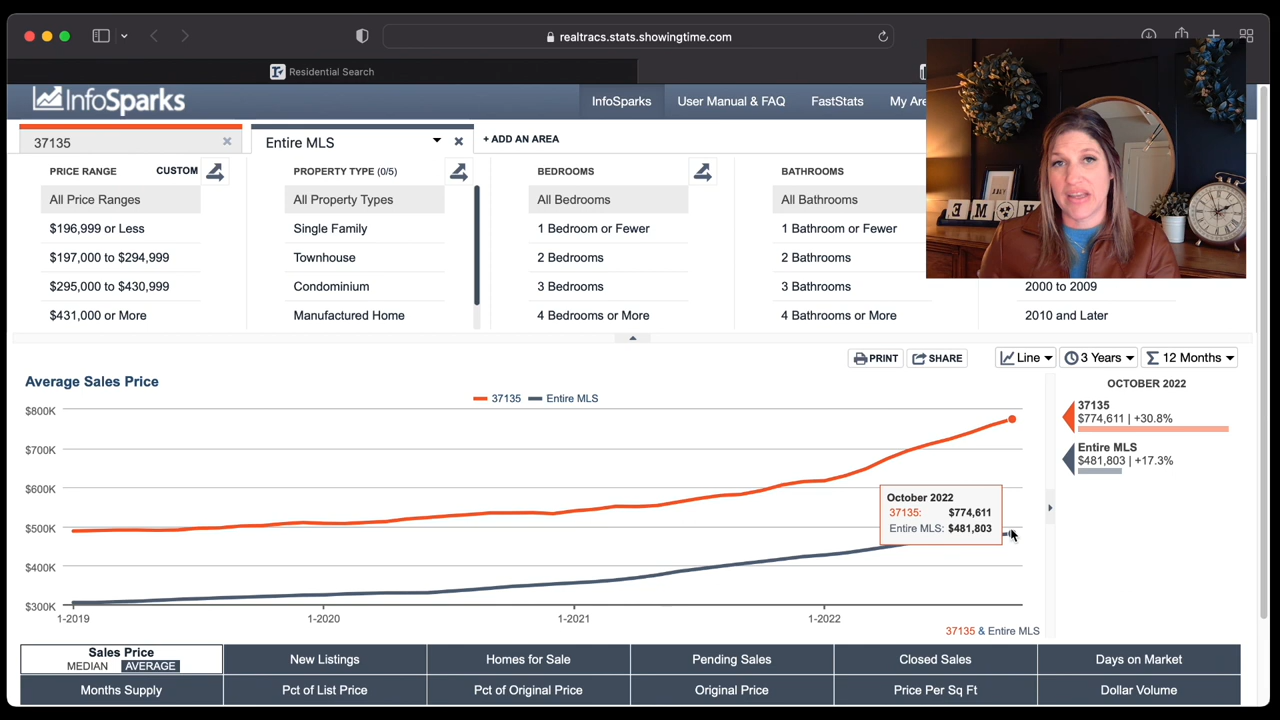 realtracs.stats.showingtime.com
Residential Search
InfoSparks
InfoSparks
User Manual & FAQ
FastStats
My Are
37135
Entire MLS
+ ADD AN AREA
PRICE RANGE
CUSTOM
All Price Ranges
$196,999 or Less
$197,000 to $294,999
$295,000 to $430,999
$431,000 or More
PROPERTY TYPE (0/5)
All Property Types
Single Family
Townhouse
Condominium
Manufactured Home
BEDROOMS
All Bedrooms
1 Bedroom or Fewer
2 Bedrooms
3 Bedrooms
4 Bedrooms or More
BATHROOMS
All Bathrooms
1 Bathroom or Fewer
2 Bathrooms
3 Bathrooms
4 Bathrooms or More
2000 to 2009
2010 and Later
HOME
PRINT
SHARE
Line
3 Years
12 Months
Average Sales Price
37135
Entire MLS
$800K
$700K
$600K
$500K
$400K
$300K
1-2019
1-2020
1-2021
1-2022
37135 & Entire MLS
October 2022
37135: $774,611
Entire MLS: $481,803
OCTOBER 2022
37135
$774,611 | +30.8%
Entire MLS
$481,803 | +17.3%
Sales Price
MEDIAN AVERAGE
New Listings
Homes for Sale
Pending Sales
Closed Sales
Days on Market
Months Supply
Pct of List Price
Pct of Original Price
Original Price
Price Per Sq Ft
Dollar Volume